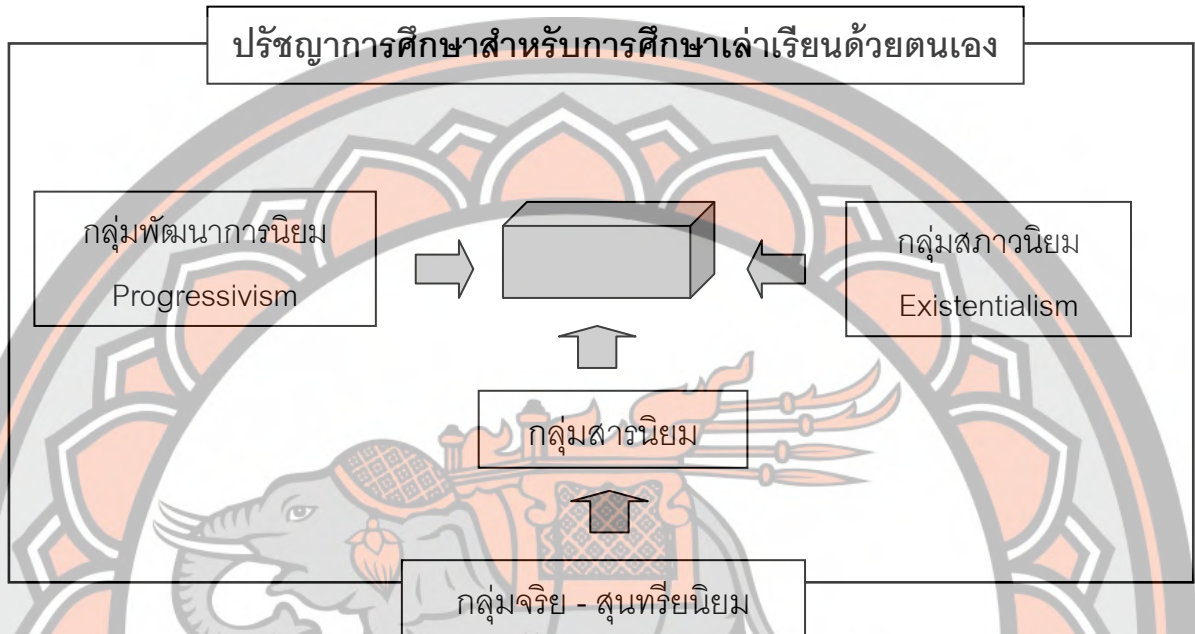 ปรัชญาการศึกษาสำหรับการศึกษาเล่าเรียนด้วยตนเอง
กลุ่มพัฒนาการนิยม
Progressivism
กลุ่มสภาวนิยม
Existentialism
กลุ่มสารนิยม
กลุ่มจริย - สุนทรียนิยม